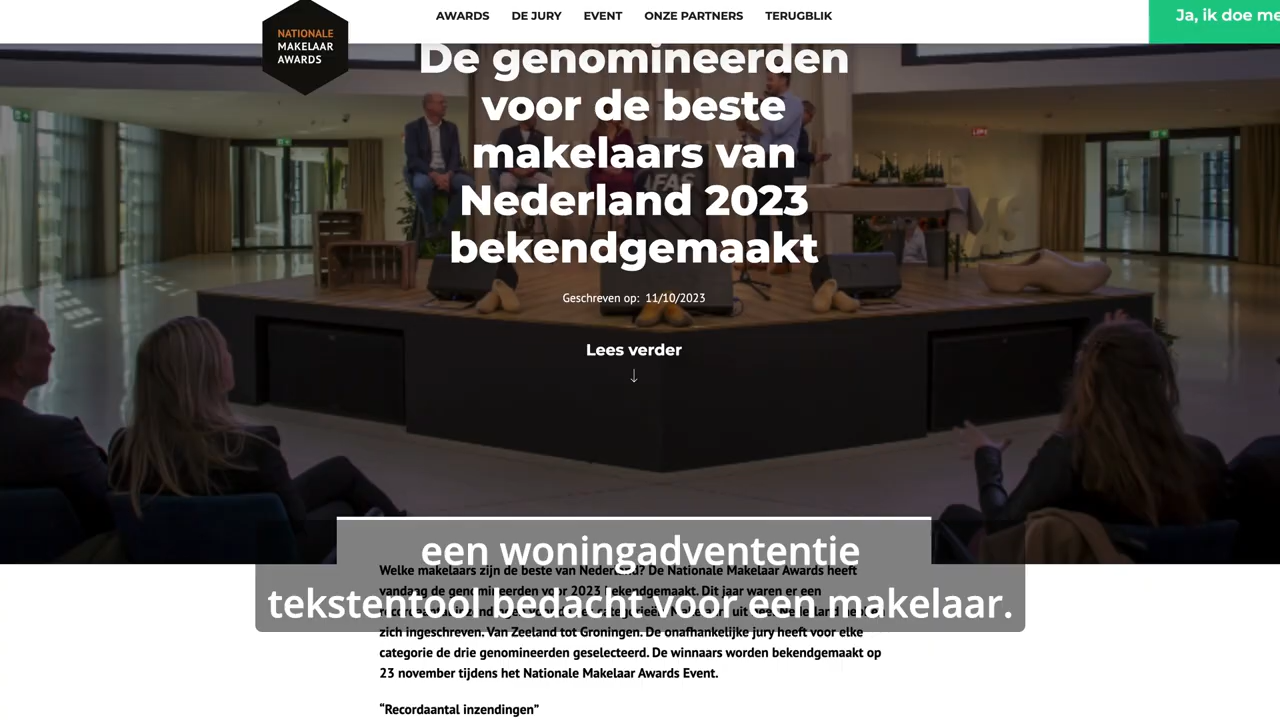 AWARDS DE JURY EVENT ONZE PARTNERS TERUGBLIK
Ja, ik doe me
NATIONALE
MAKELAAR
AWARDS
De genomineerden
voor de beste
makelaars van
Nederland 2023
bekendgemaakt
AFAS
Geschreven op: 11/10/2023
Lees verder
een woningadvententie
tekstentool bedacht voor een makelaar.
Welke makelaars zijn de beste van Nederland? De Nationale Makelaar Awards heeft
vandaag de genomineerden voor 2023 bekendgemaakt. Dit jaar waren er een
zich ingeschreven. Van Zeeland tot Groningen. De onafhankelijke jury heeft voor elke
categorie de drie genomineerden geselecteerd. De winnaars worden bekendgemaakt op
23 november tijdens het Nationale Makelaar Awards Event.
“Recordaantal inzendingen”